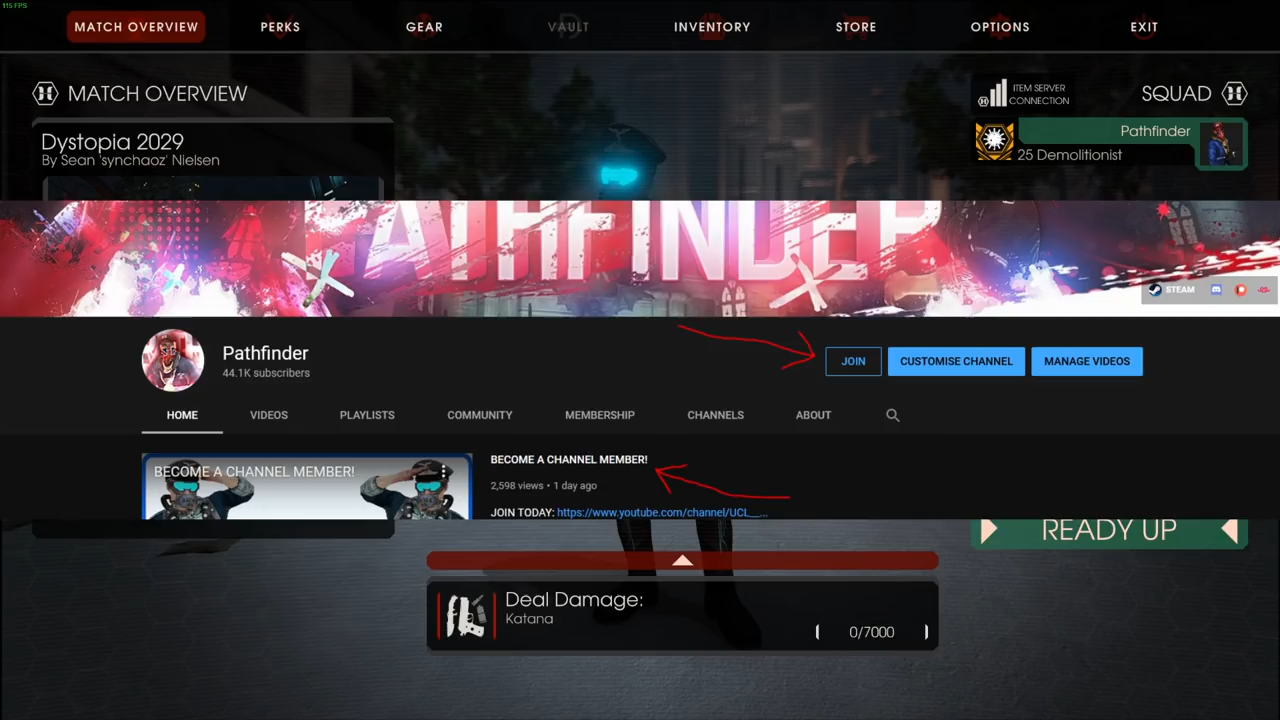 115 FPS
MATCH OVERVIEW
PERKS
GEAR
VAULT
INVENTORY
STORE
OPTIONS
EXIT
MATCH OVERVIEW
ITEM SERVER
CONNECTION
SQUAD
Dystopia 2029
By Sean 'synchaoz' Nielsen
Pathfinder
25 Demolitionist
PATHFINDER
STEAM
Pathfinder
44.1K subscribers
JOIN
CUSTOMISE CHANNEL
MANAGE VIDEOS
HOME
VIDEOS
PLAYLISTS
COMMUNITY
MEMBERSHIP
CHANNELS
ABOUT
BECOME A CHANNEL MEMBER!
BECOME A CHANNEL MEMBER!
2,598 views • 1 day ago
JOIN TODAY: https://www.youtube.com/channel/UCL__...
READY UP
Deal Damage:
Katana
0/7000